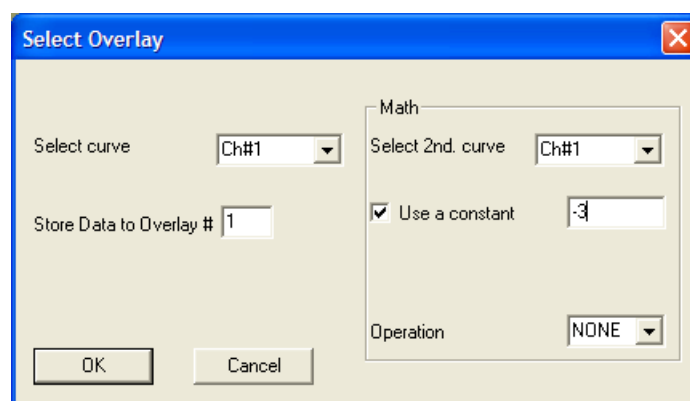 Select Overlay
Math
Select curve Ch#1
Select 2nd. curve Ch#1
Store Data to Overlay # 1
Use a constant -3
Operation NONE
OK Cancel